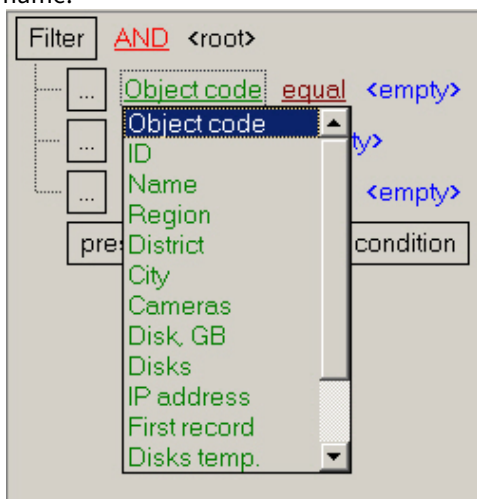 name.
Filter AND <root>
... Object code equal <empty>
Object code
... ID ty>
Name
... <empty>
Region
pre District condition
City
Cameras
Disk, GB
Disks
IP address
First record
Disks temp.